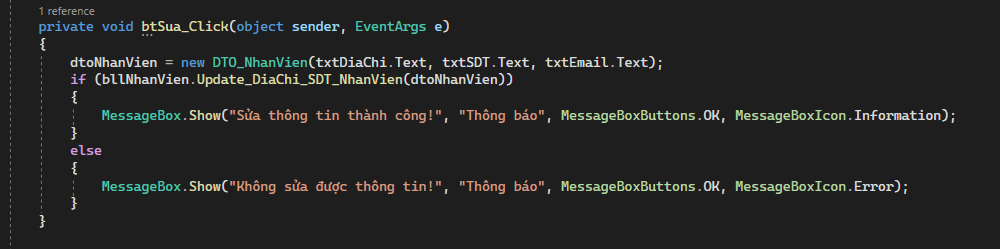 1 reference
private void btSua_Click(object sender, EventArgs e)
{
dtoNhanVien = new DTO_NhanVien(txtDiaChi.Text, txtSDT.Text, txtEmail.Text);
if (bllNhanVien.Update_DiaChi_SDT_NhanVien(dtoNhanVien))
{
MessageBox.Show("Sửa thông tin thành công!", "Thông báo", MessageBoxButtons.OK, MessageBoxIcon.Information);
}
else
{
MessageBox.Show("Không sửa được thông tin!", "Thông báo", MessageBoxButtons.OK, MessageBoxIcon.Error);
}
}